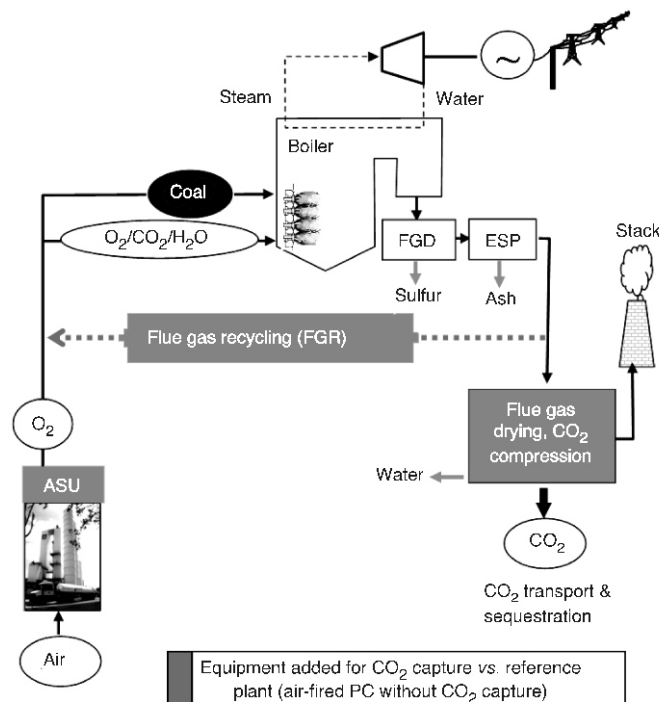 Steam
Water
~
Boiler
Coal
O₂/CO₂/H₂O
FGD
ESP
Stack
Sulfur
Ash
Flue gas recycling (FGR)
O₂
Flue gas
drying, CO₂
compression
ASU
Water
CO₂
CO₂ transport &
sequestration
Air
Equipment added for CO₂ capture vs. reference
plant (air-fired PC without CO₂ capture)